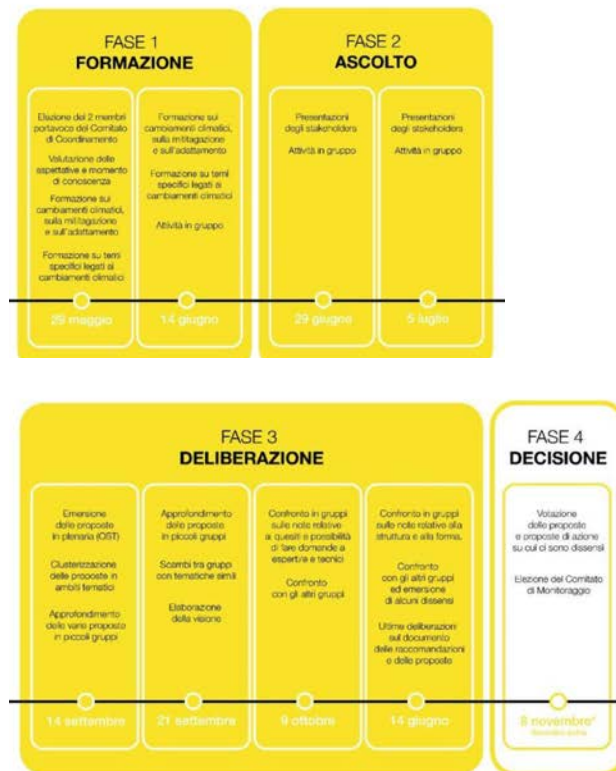 FASE 1
FORMAZIONE
Elezione dei 2 membri
portavoce del Comitato
di Coordinamento
Valutazione delle
aspettative e momento
di conoscenza
Formazione sui
cambiamenti climatici,
sulla mitigazione
e sull'adattamento
Formazione su temi
specifici legati ai
cambiamenti climatici
29 maggio
Formazione sui
cambiamenti climatici,
sulla mititagazione
e sull'adattamento
Formazione su temi
specifici legati ai
cambiamenti climatici
Attività in gruppo
14 giugno
FASE 2
ASCOLTO
Presentazioni
degli stakeholders
Attività in gruppo
29 giugno
Presentazioni
degli stakeholders
Attività in gruppo
5 luglio
FASE 3
DELIBERAZIONE
Emersione
delle proposte
in plenaria (OST)
Clusterizzazione
delle proposte in
ambiti tematici
Approfondimento
delle varie proposte
in piccoli gruppi
14 settembre
Approfondimento
delle proposte
in piccoli gruppi
Scambi tra gruppi
con tematiche simili
Elaborazione
della visione
21 settembre
Confronto in gruppi
sulle note relative
ai quesiti e possibilità
di fare domande a
esperti/e e tecnici
Confronto
con gli altri gruppi
9 ottobre
Confronto in gruppi
sulle note relative alla
struttura e alla forma.
Confronto
con gli altri gruppi
ed emersione
di alcuni dissensi
Ultime deliberazioni
sul documento
delle raccomandazioni
e delle proposte
14 giugno
FASE 4
DECISIONE
Votazione
delle proposte
e proposte di azione
su cui ci sono dissensi
Elezione del Comitato
di Monitoraggio
8 novembre*